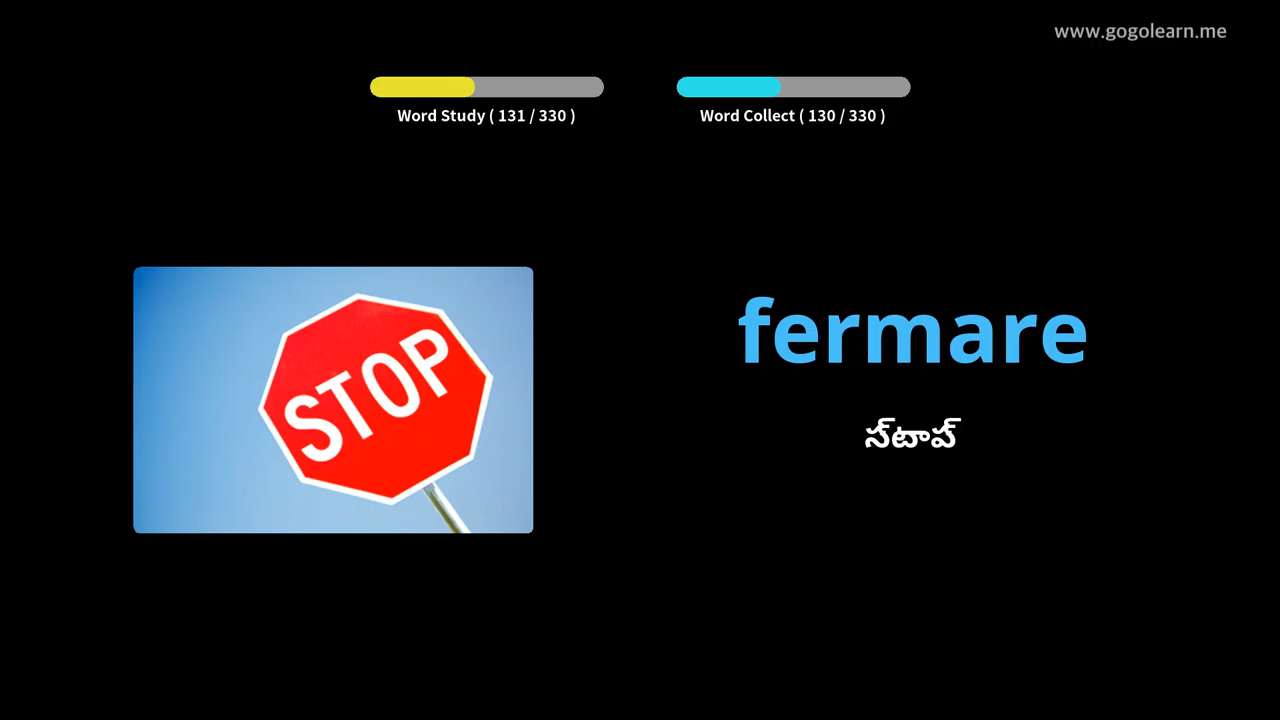 www.gogolearn.me
Word Study ( 131 / 330 )
Word Collect ( 130 / 330 )
STOP
fermare
స్‌టాప్